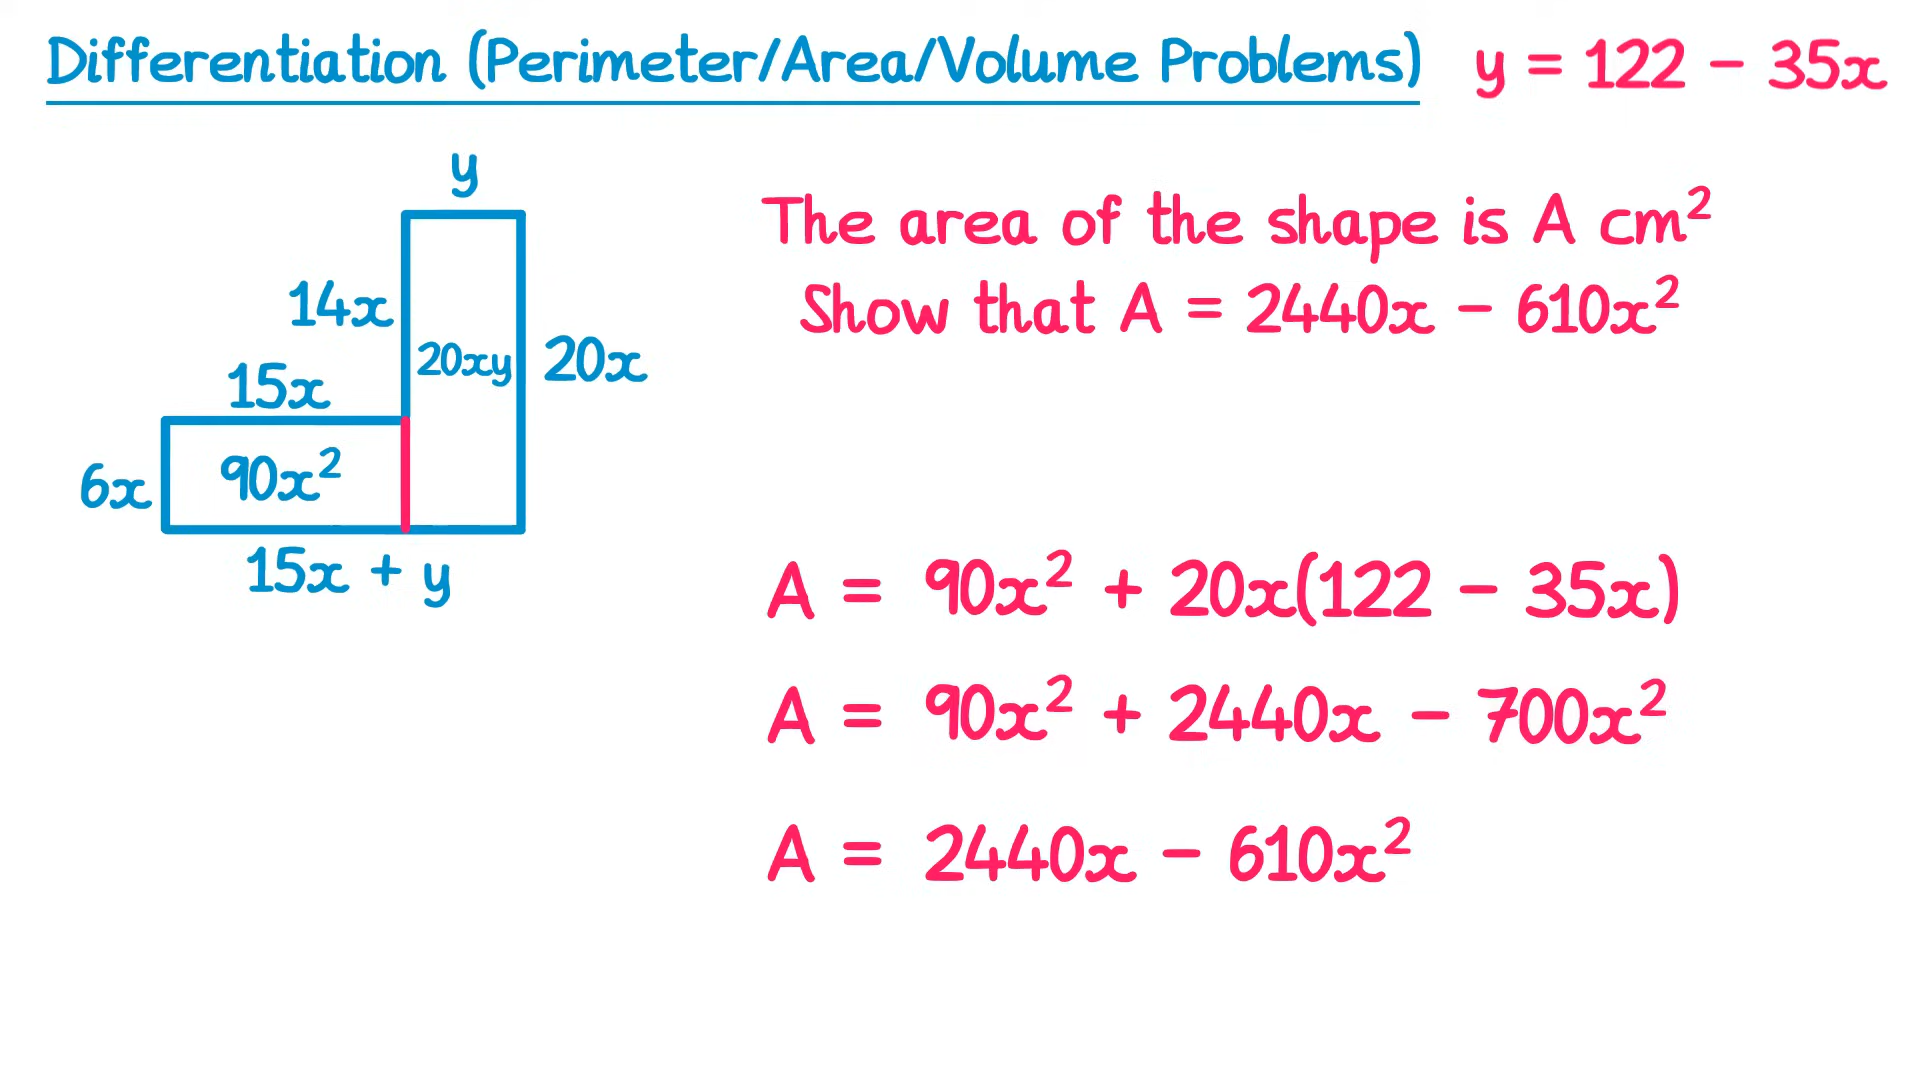 Differentiation (Perimeter/Area/Volume Problems)
y = 122 − 35x
y
The area of the shape is A cm²
Show that A = 2440x − 610x²
14x
20xy
20x
15x
6x
90x²
15x + y
A = 90x² + 20x(122 − 35x)
A = 90x² + 2440x − 700x²
A = 2440x − 610x²